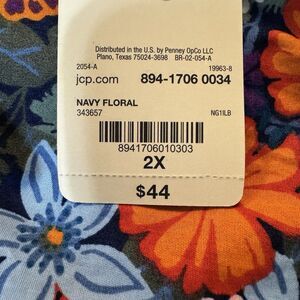 Distributed in the U.S. by Penney OpCo LLC
Plano, Texas 75024-3698 BR-02-054-A
2054-A 19963-8
jcp.com 894-1706 0034
NAVY FLORAL
343657 NG1ILB
8941706010303
2X
$44